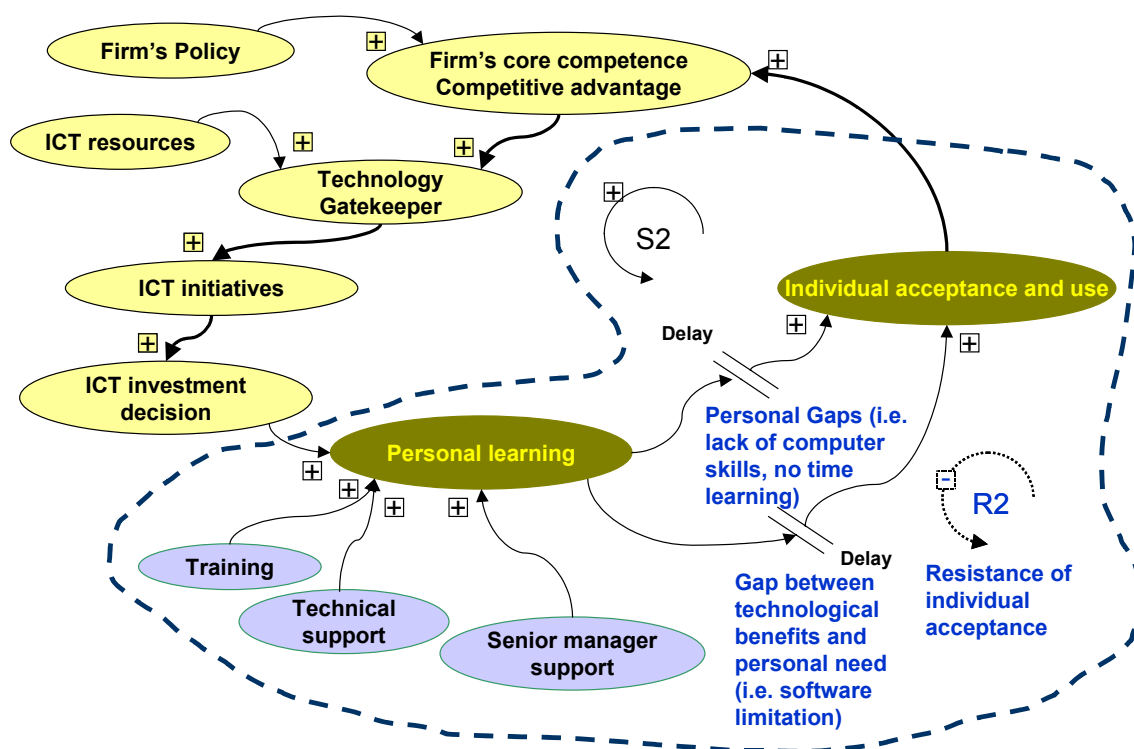 Firm's Policy
+
Firm's core competence
Competitive advantage
+
ICT resources
+
+
Technology
Gatekeeper
+
S2
+
ICT initiatives
Individual acceptance and use
+
Delay
+
+
ICT investment
decision
Personal Gaps (i.e.
lack of computer
skills, no time
learning)
Personal learning
+
+
+
+
-
R2
Delay
Training
Technical
support
Senior manager
support
Gap between
technological
benefits and
personal need
(i.e. software
limitation)
Resistance of
individual
acceptance